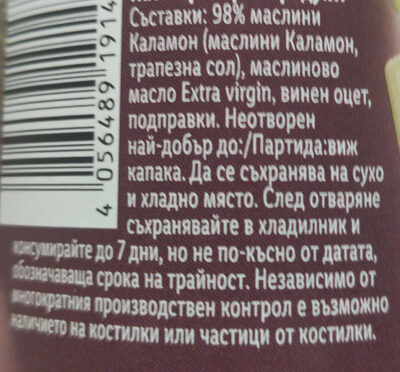 Съставки: 98% маслини
Каламон (маслини Каламон,
трапезна сол), маслиново
масло Extra virgin, винен оцет,
подправки. Неотворен
най-добър до:/Партида:виж
капака. Да се съхранява на сухо
и хладно място. След отваряне
съхранявайте в хладилник и
консумирайте до 7 дни, но не по-късно от датата,
обозначаваща срока на трайност. Независимо от
многократния производствен контрол е възможно
наличието на костилки или частици от костилки.
4 056489 1914